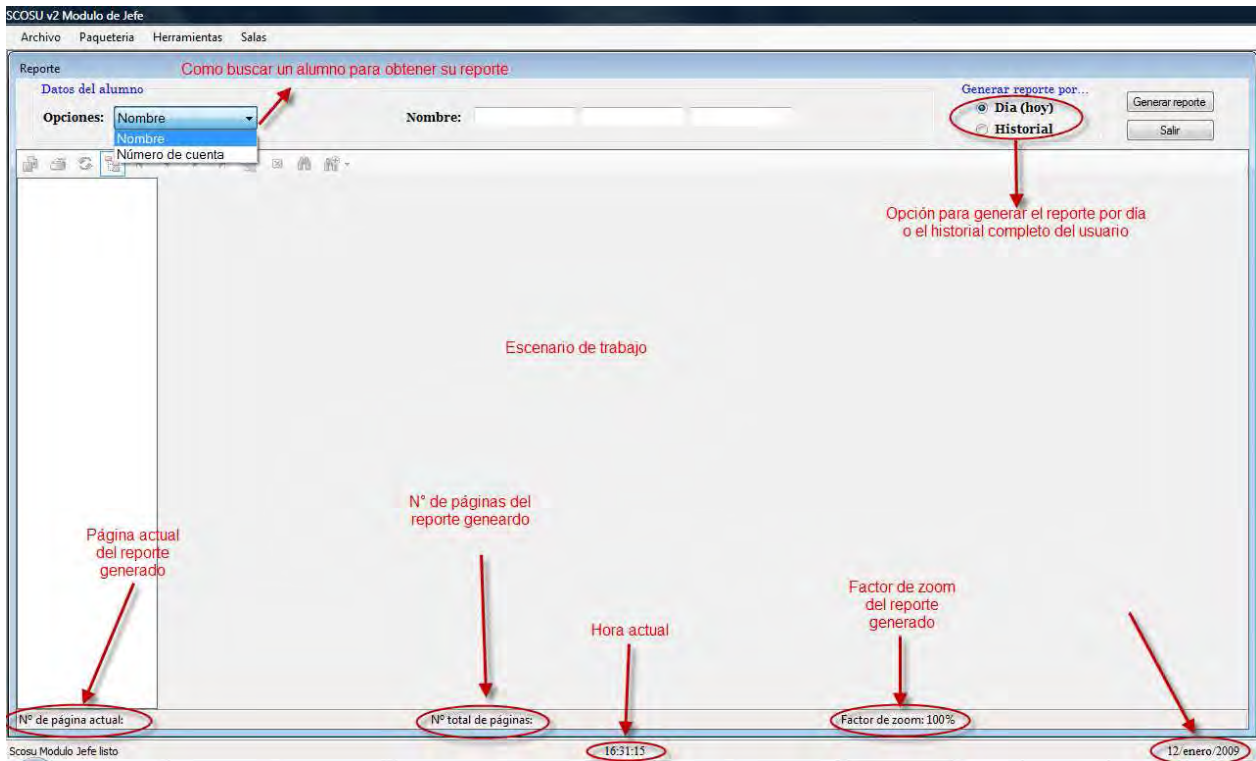 SCOSU v2 Modulo de Jefe
Archivo Paqueteria Herramientas Salas
Reporte
Como buscar un alumno para obtener su reporte
Datos del alumno
Generar reporte por...
Opciones: Nombre
Nombre:
Día (hoy)
Generar reporte
Nombre
Historial
Salir
Número de cuenta
Opción para generar el reporte por día
o el historial completo del usuario
Escenario de trabajo
N° de páginas del
reporte geneardo
Página actual
del reporte
generado
Factor de zoom
del reporte
generado
Hora actual
Nº de página actual:
Nº total de páginas:
Factor de zoom: 100%
Scosu Modulo Jefe listo
16:31:15
12/enero/2009